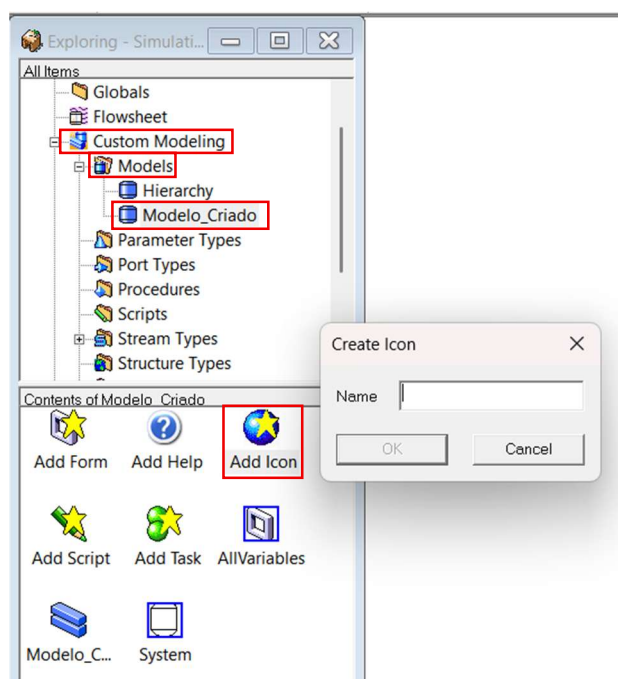 Exploring - Simulati...
All Items
Globals
Flowsheet
Custom Modeling
Models
Hierarchy
Modelo_Criado
Parameter Types
Port Types
Procedures
Scripts
Stream Types
Structure Types
Contents of Modelo_Criado
Add Form Add Help Add Icon
Add Script Add Task AllVariables
Modelo_C... System
Create Icon
Name
OK Cancel